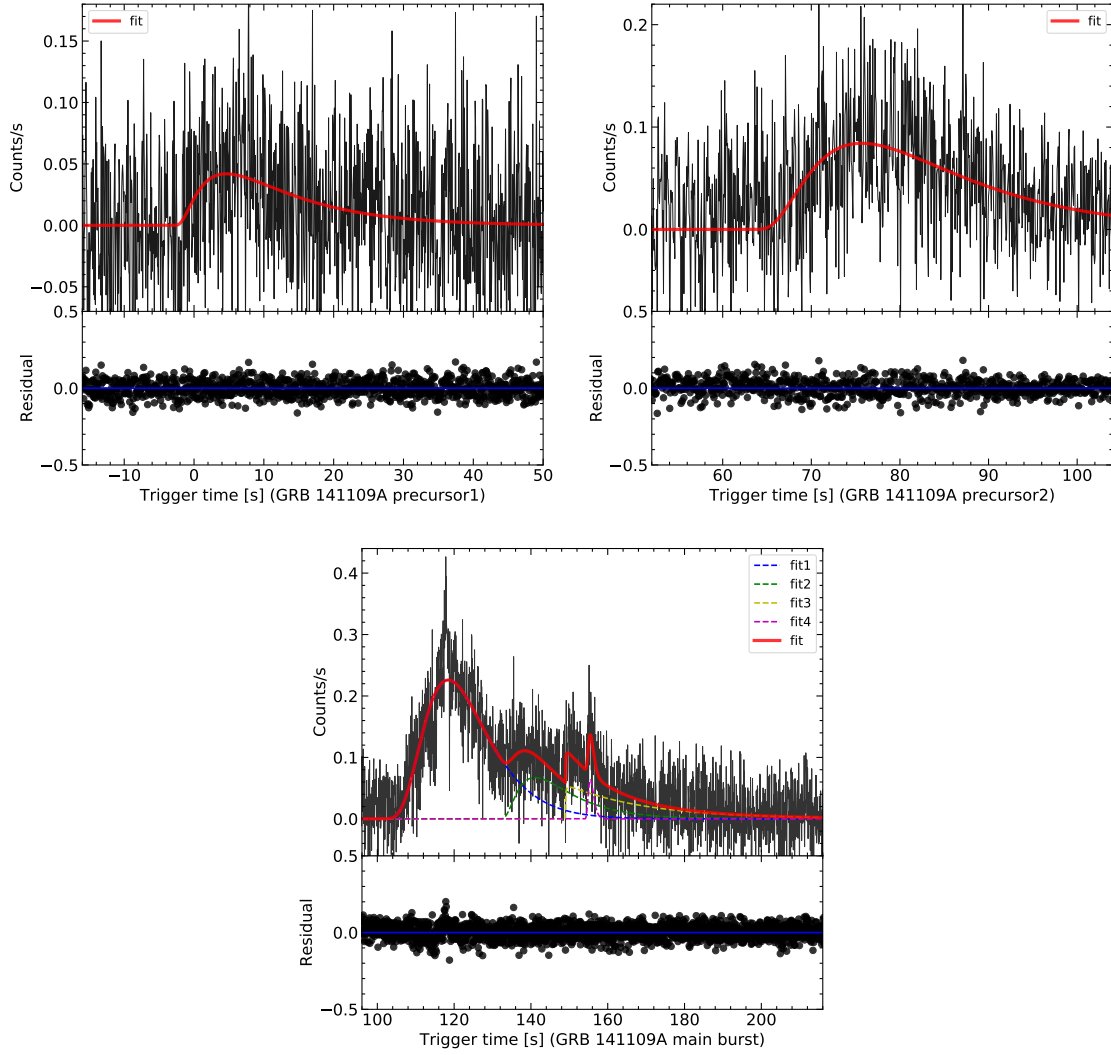 fit
0.15
0.10
0.05
0.00
−0.05
Counts/s
0.5
0.0
−0.5
Residual
−10 0 10 20 30 40 50
Trigger time [s] (GRB 141109A precursor1)
fit
0.2
0.1
0.0
Counts/s
0.5
0.0
−0.5
Residual
60 70 80 90 100
Trigger time [s] (GRB 141109A precursor2)
fit1
fit2
fit3
fit4
fit
0.4
0.3
0.2
0.1
0.0
Counts/s
0.5
0.0
−0.5
Residual
100 120 140 160 180 200
Trigger time [s] (GRB 141109A main burst)